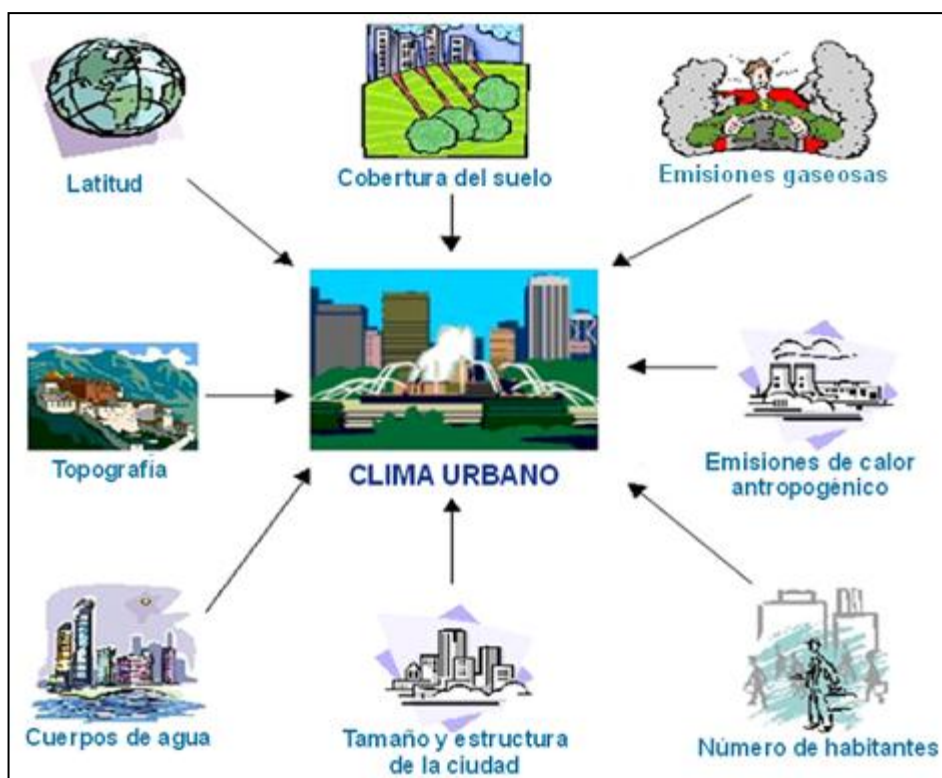 Latitud
Cobertura del suelo
Emisiones gaseosas
Topografía
CLIMA URBANO
Emisiones de calor
antropogénico
Cuerpos de agua
Tamaño y estructura
de la ciudad
Número de habitantes